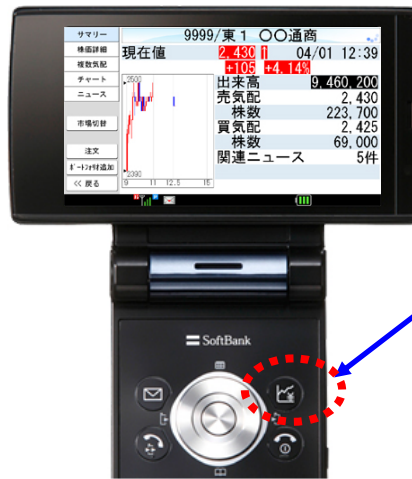 サマリー
株価詳細
複数気配
チャート
ニュース
市場切替
注文
ﾎﾟｰﾄﾌｫﾘｵ追加
<< 戻る
9999/東1 〇〇通商
現在値 2,430 ↑ 04/01 12:39
+105 +4.14%
出来高 9,460,200
売気配 2,430
株数 223,700
買気配 2,425
株数 69,000
関連ニュース 5件
2500
2390
9 11 12.5 15
SoftBank